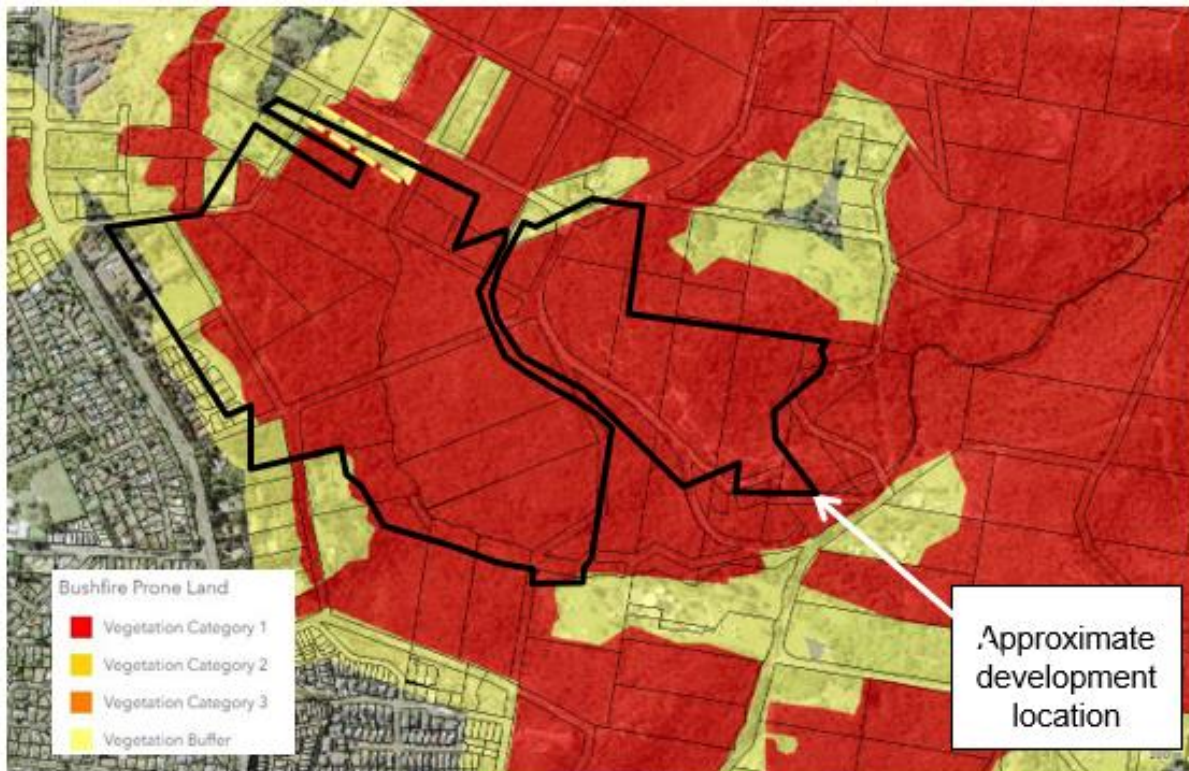 Bushfire Prone Land
Vegetation Category 1
Vegetation Category 2
Vegetation Category 3
Vegetation Buffer
Approximate
development
location